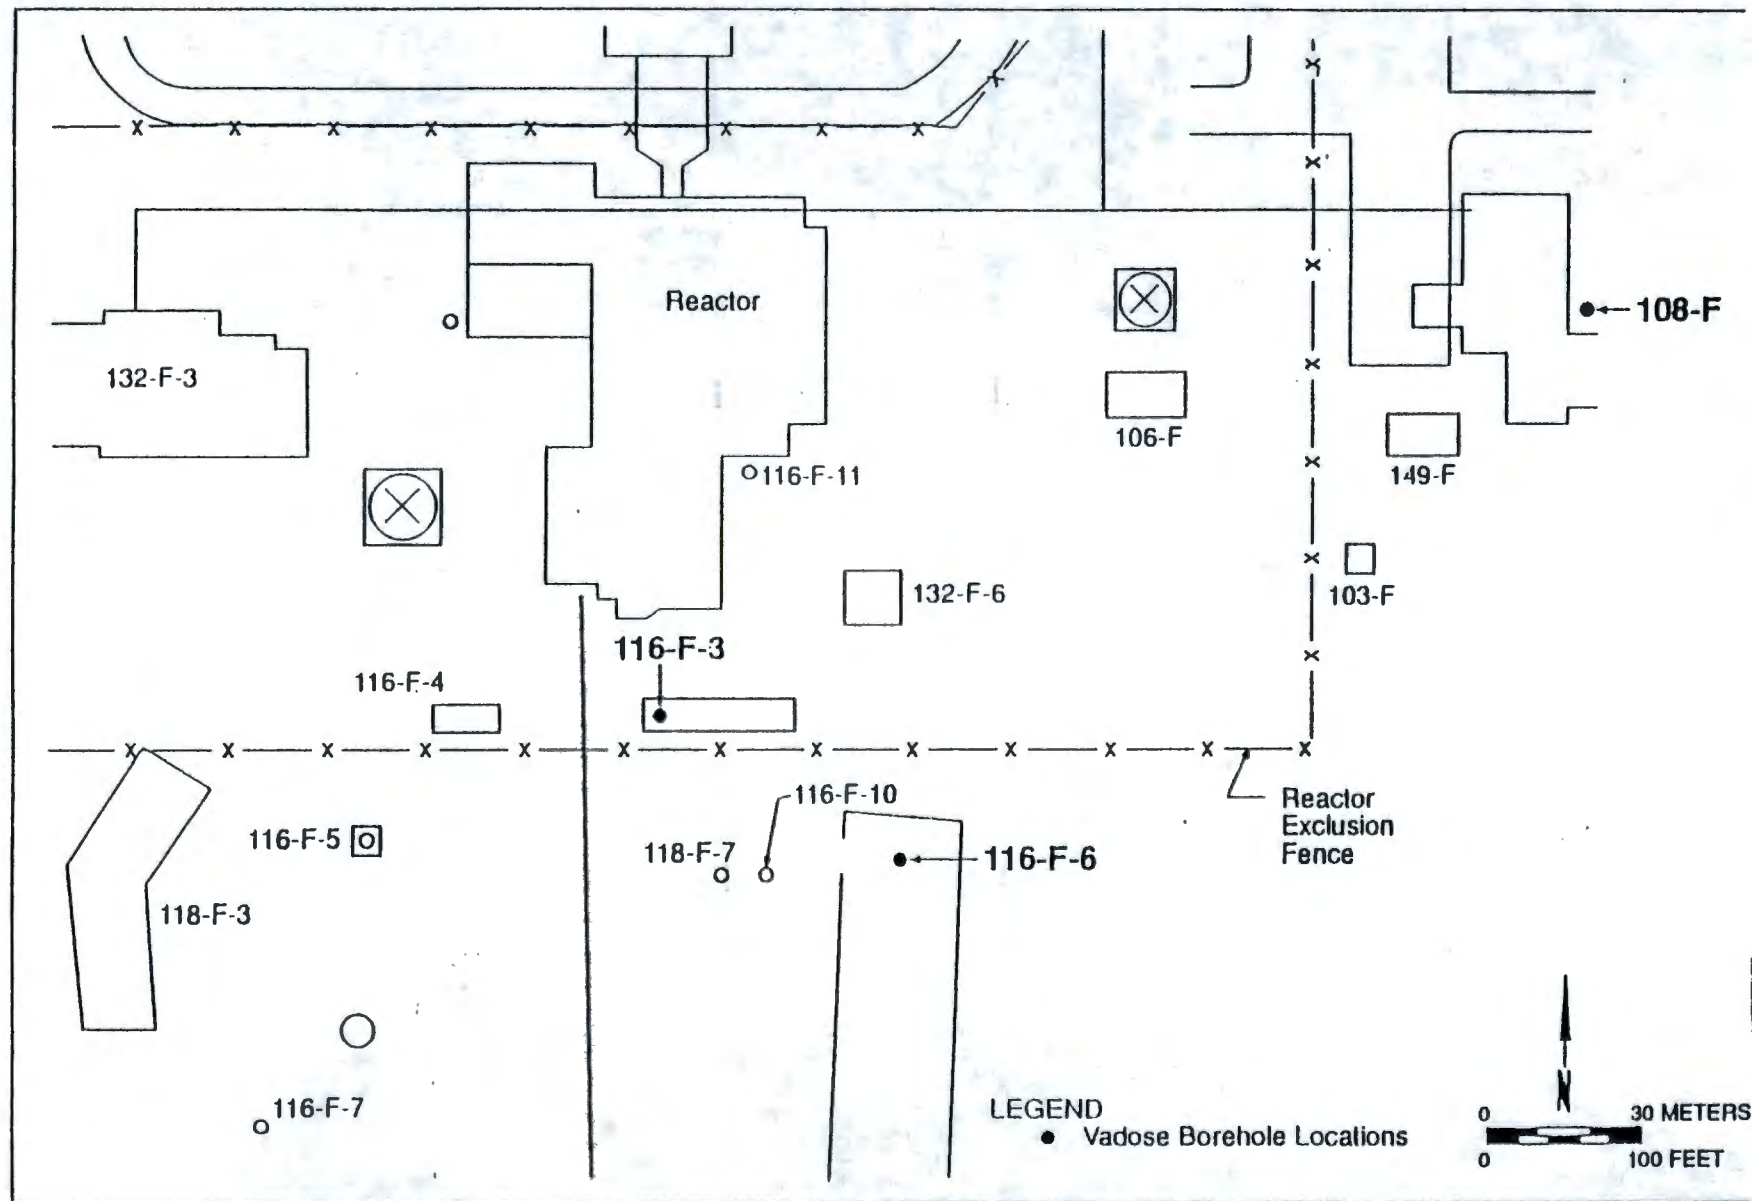 Reactor
108-F
132-F-3
106-F
116-F-11
149-F
132-F-6
103-F
116-F-3
116-F-4
116-F-10
Reactor
Exclusion
Fence
116-F-5
118-F-7
116-F-6
118-F-3
116-F-7
LEGEND
Vadose Borehole Locations
N
0 30 METERS
0 100 FEET